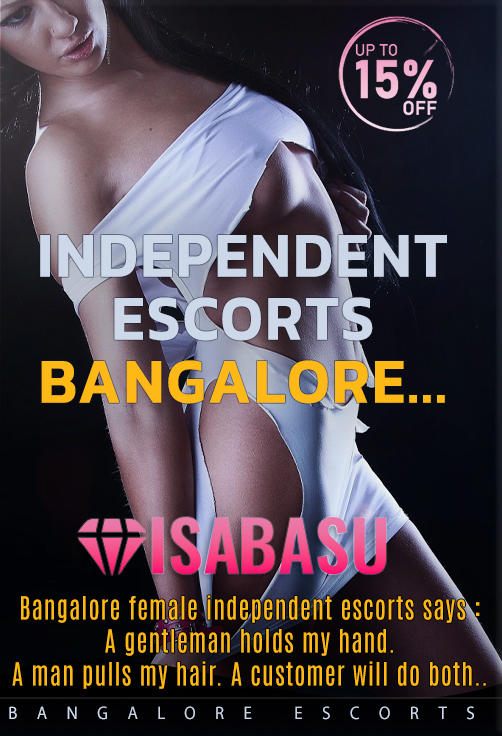 UP TO
15%
OFF
INDEPENDENT
ESCORTS
BANGALORE...
ISABASU
Bangalore female independent escorts says :
A gentleman holds my hand.
A man pulls my hair. A customer will do both..
BANGALORE ESCORTS